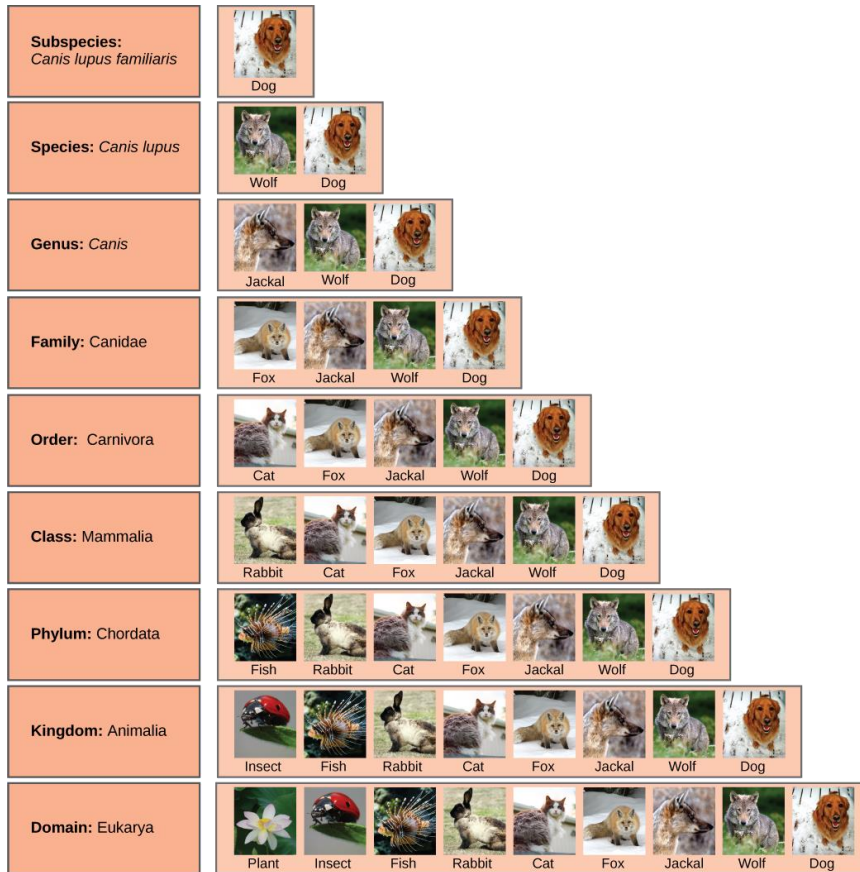 Subspecies:
Canis lupus familiaris
Dog
Species: Canis lupus
Wolf Dog
Genus: Canis
Jackal Wolf Dog
Family: Canidae
Fox Jackal Wolf Dog
Order: Carnivora
Cat Fox Jackal Wolf Dog
Class: Mammalia
Rabbit Cat Fox Jackal Wolf Dog
Phylum: Chordata
Fish Rabbit Cat Fox Jackal Wolf Dog
Kingdom: Animalia
Insect Fish Rabbit Cat Fox Jackal Wolf Dog
Domain: Eukarya
Plant Insect Fish Rabbit Cat Fox Jackal Wolf Dog